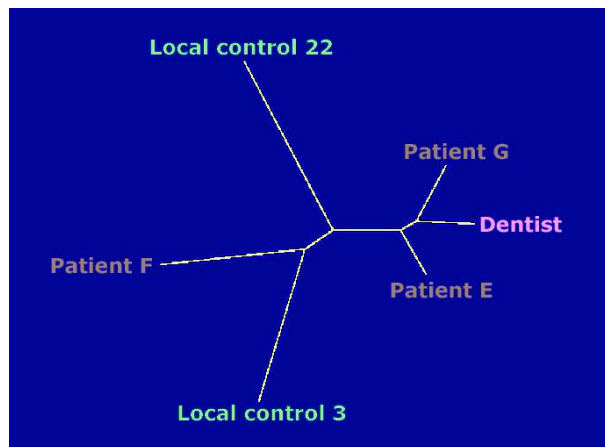 Local control 22
Patient G
Dentist
Patient F
Patient E
Local control 3